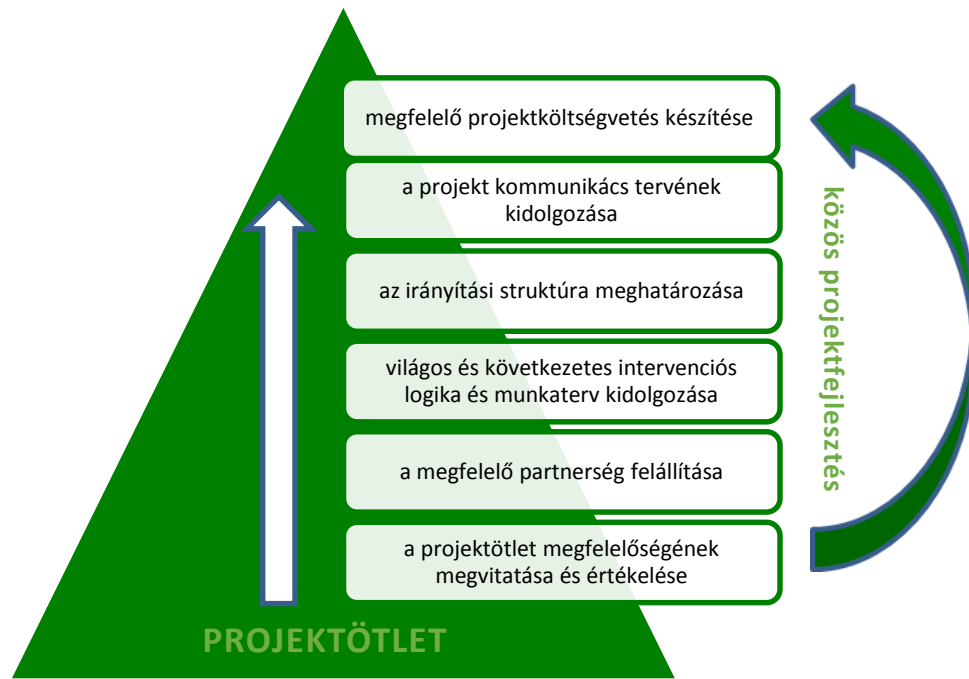 megfelelő projektköltségvetés készítése
a projekt kommunikács tervének
kidolgozása
az irányítási struktúra meghatározása
világos és következetes intervenciós
logika és munkaterv kidolgozása
a megfelelő partnerség felállítása
a projektötlet megfelelőségének
megvitatása és értékelése
PROJEKTÖTLET
közös projektfejlesztés